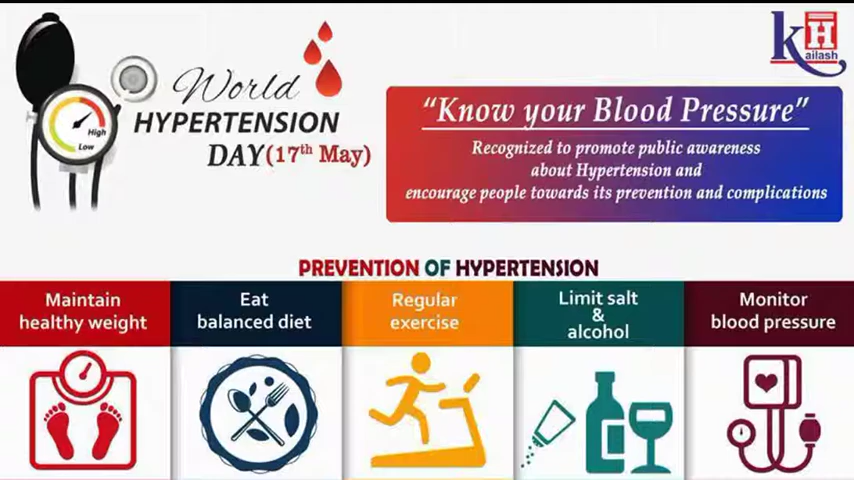 World
HYPERTENSION
DAY (17th May)
High
Low
KH
ailash
“Know your Blood Pressure”
Recognized to promote public awareness
about Hypertension and
encourage people towards its prevention and complications
PREVENTION OF HYPERTENSION
Maintain
healthy weight
Eat
balanced diet
Regular
exercise
Limit salt
&
alcohol
Monitor
blood pressure